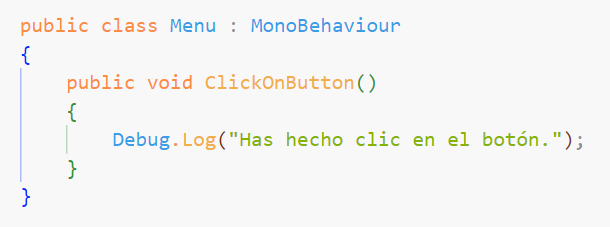 public class Menu : MonoBehaviour
{
public void ClickOnButton()
{
Debug.Log("Has hecho clic en el botón.");
}
}